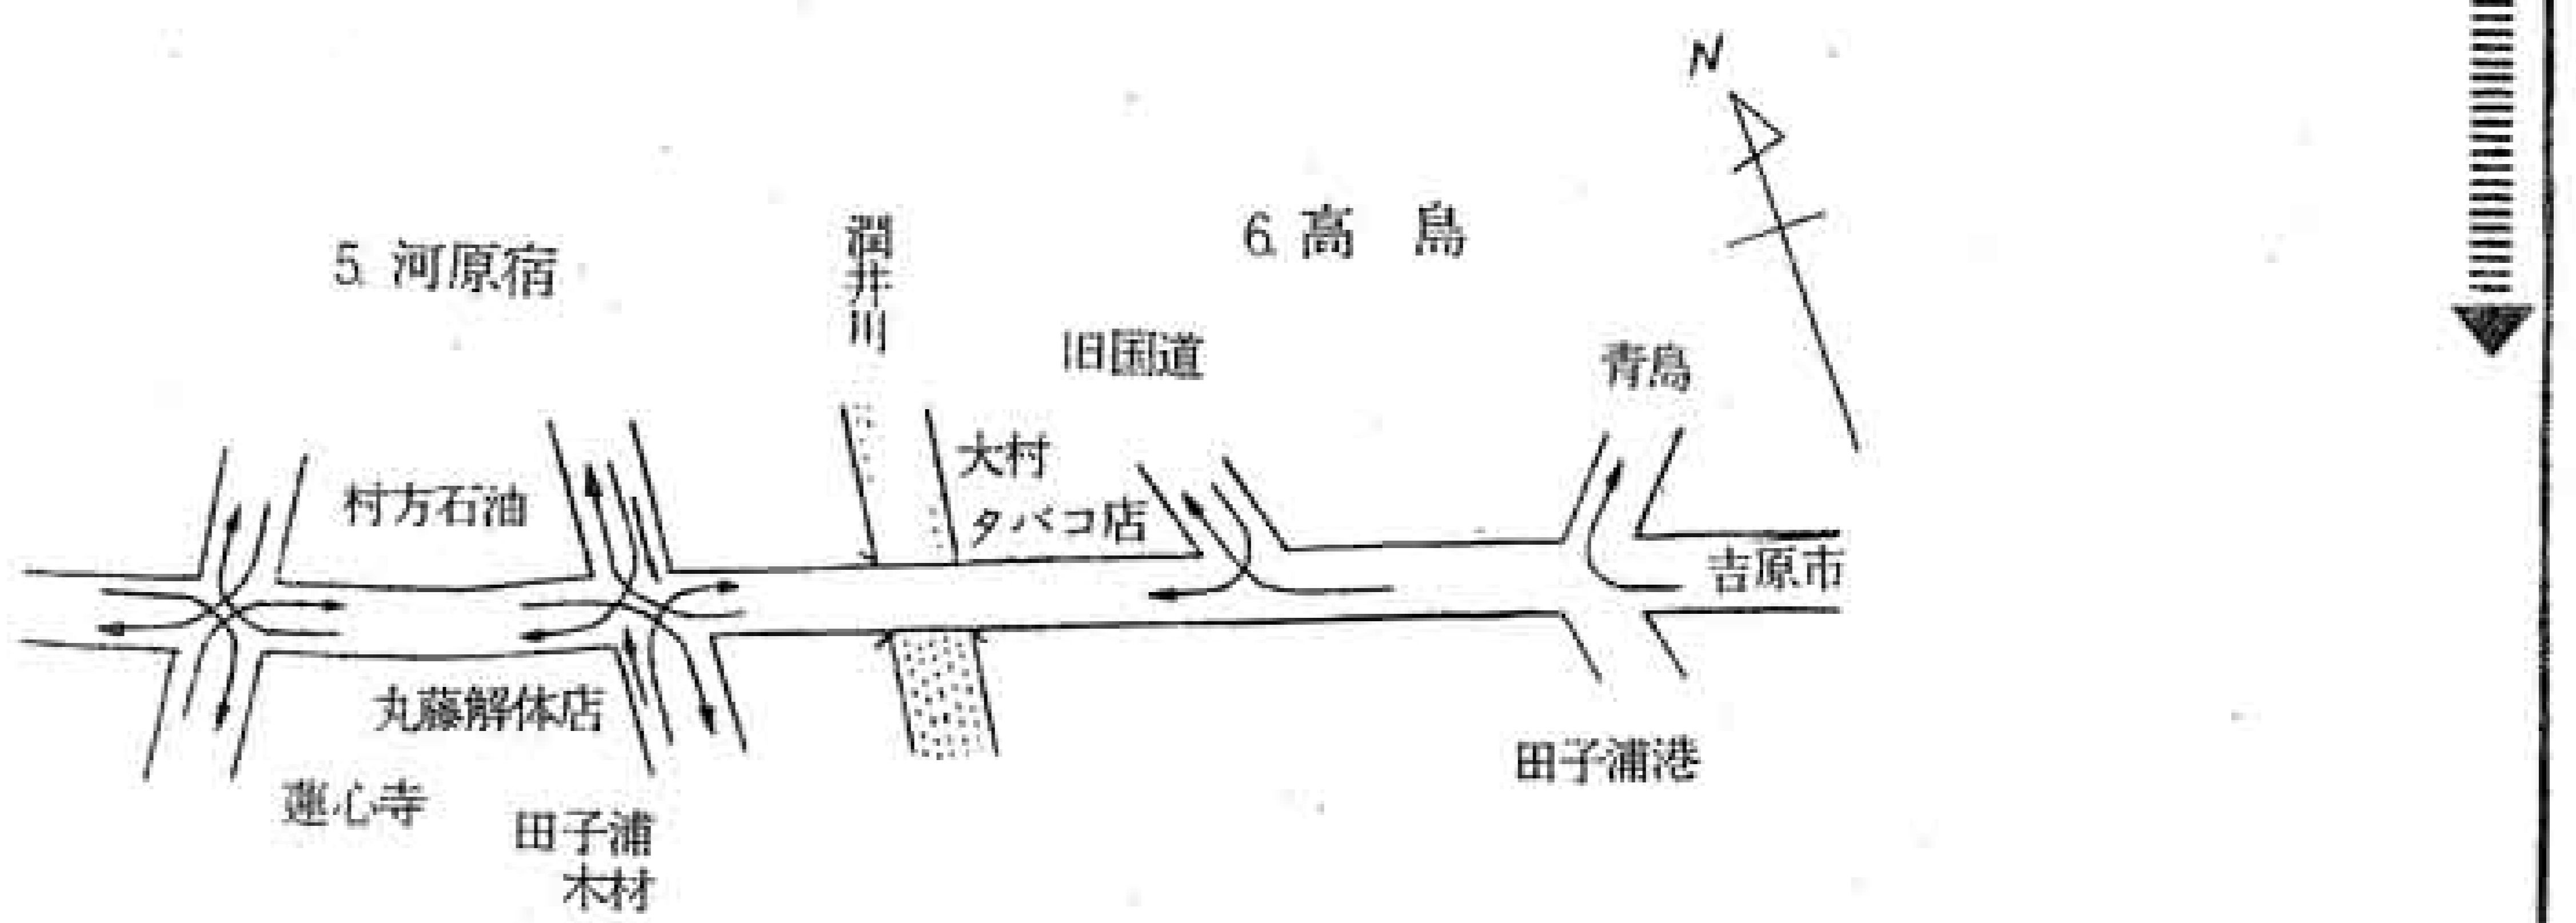 N
5. 河原宿
潤井川
6. 高島
旧国道
青島
大村
タバコ店
村方石油
吉原市
丸藤解体店
蓮心寺
田子浦
木材
田子浦港